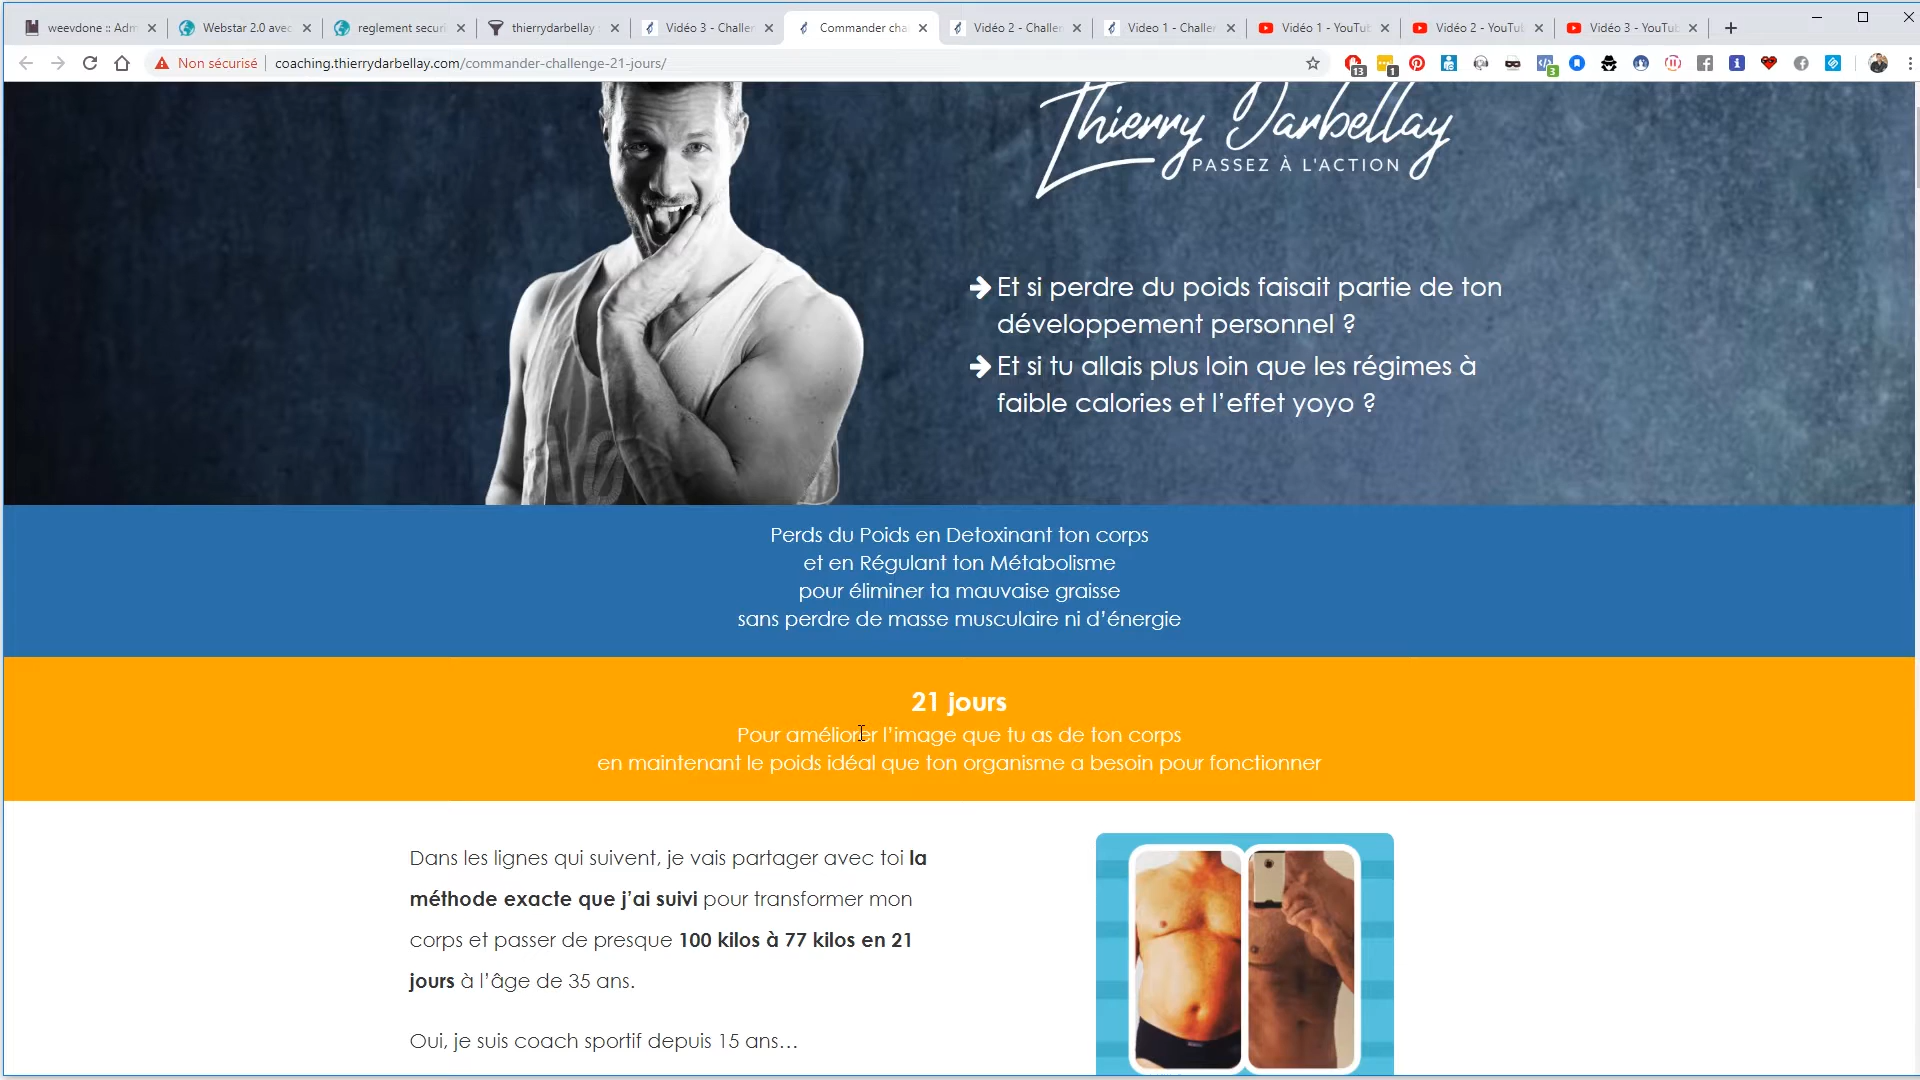 weevdone :: Adm
Webstar 2.0 avec
reglement securi
thierrydarbellay
Vidéo 3 - Challe
Commander cha
Vidéo 2 - Challen
Video 1 - Challe
Vidéo 1 - YouTu
Vidéo 2 - YouTu
Vidéo 3 - YouTu
Non sécurisé
coaching.thierrydarbellay.com/commander-challenge-21-jours/
13
1
3
Thierry Darbellay
PASSEZ À L'ACTION
Et si perdre du poids faisait partie de ton
développement personnel ?
Et si tu allais plus loin que les régimes à
faible calories et l’effet yoyo ?
Perds du Poids en Detoxinant ton corps
et en Régulant ton Métabolisme
pour éliminer ta mauvaise graisse
sans perdre de masse musculaire ni d’énergie
21 jours
Pour améliorer l’image que tu as de ton corps
en maintenant le poids idéal que ton organisme a besoin pour fonctionner
Dans les lignes qui suivent, je vais partager avec toi la
méthode exacte que j’ai suivi pour transformer mon
corps et passer de presque 100 kilos à 77 kilos en 21
jours à l’âge de 35 ans.
Oui, je suis coach sportif depuis 15 ans…